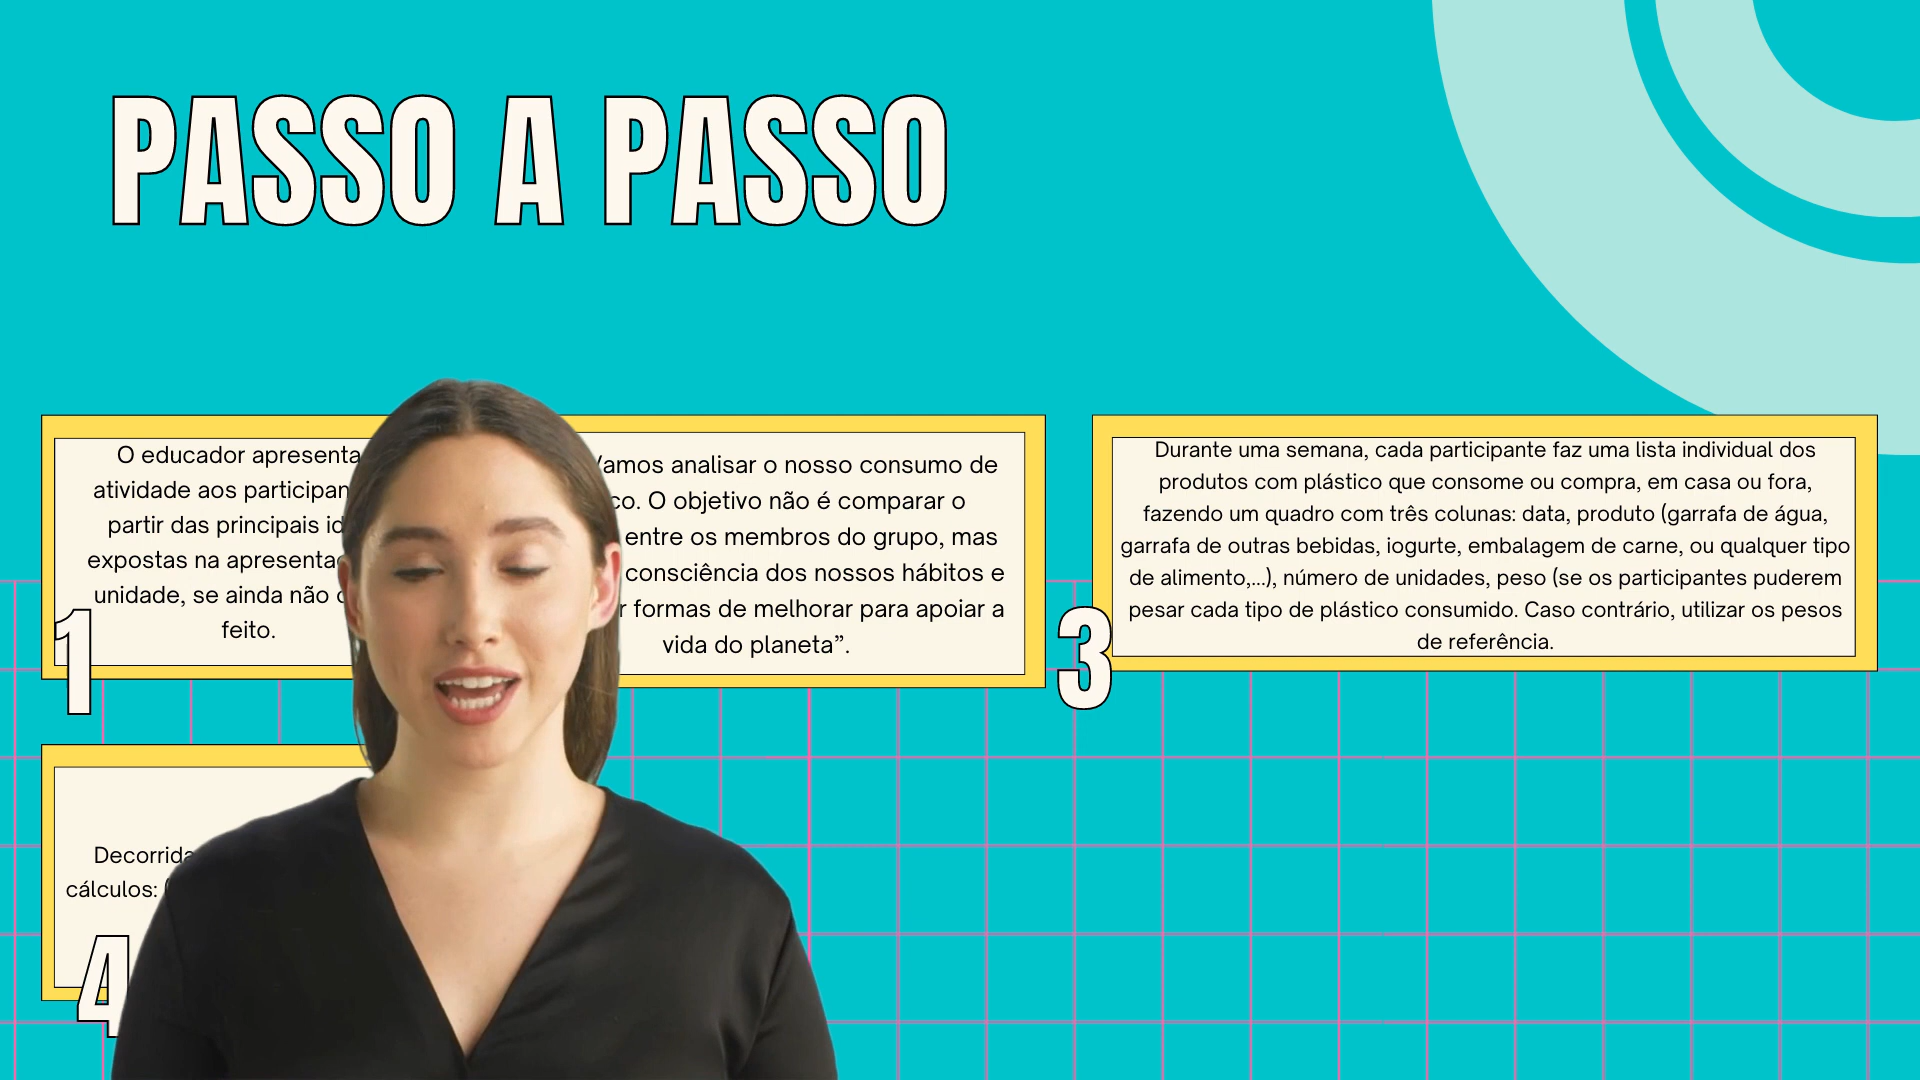 PASSO A PASSO
O educador apresenta
atividade aos
partir das principais
expostas na
unidade, se ainda não
feito.
1
amos analisar o nosso consumo de
O objetivo não é comparar o
entre os membros do grupo, mas
consciência dos nossos hábitos e
formas de melhorar para apoiar a
vida do planeta”.
Durante uma semana, cada participante faz uma lista individual dos
produtos com plástico que consome ou compra, em casa ou fora,
fazendo um quadro com três colunas: data, produto (garrafa de água,
garrafa de outras bebidas, iogurte, embalagem de carne, ou qualquer tipo
de alimento,...), número de unidades, peso (se os participantes puderem
pesar cada tipo de plástico consumido. Caso contrário, utilizar os pesos
de referência.
3
Decorrida
cálculos:
4